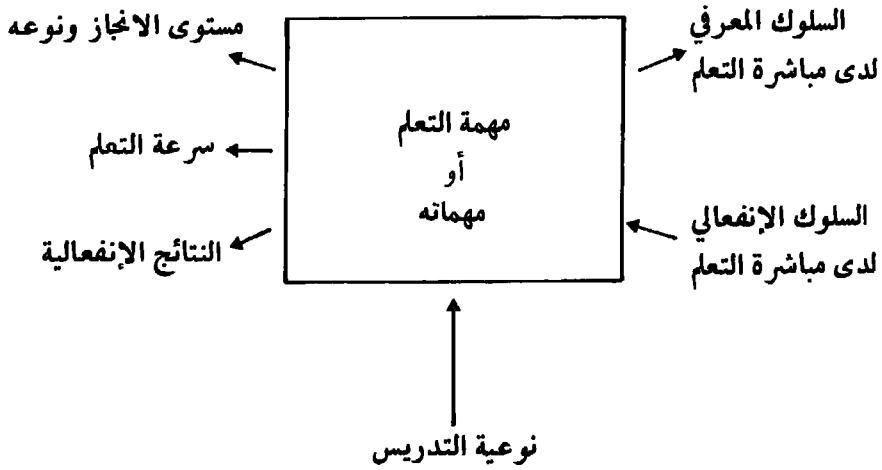 السلوك المعرفي
لدى مباشرة التعلم
السلوك الإنفعالي
لدى مباشرة التعلم
مهمة التعلم
أو
مهماته
مستوى الانجاز ونوعه
سرعة التعلم
النتائج الإنفعالية
نوعية التدريس